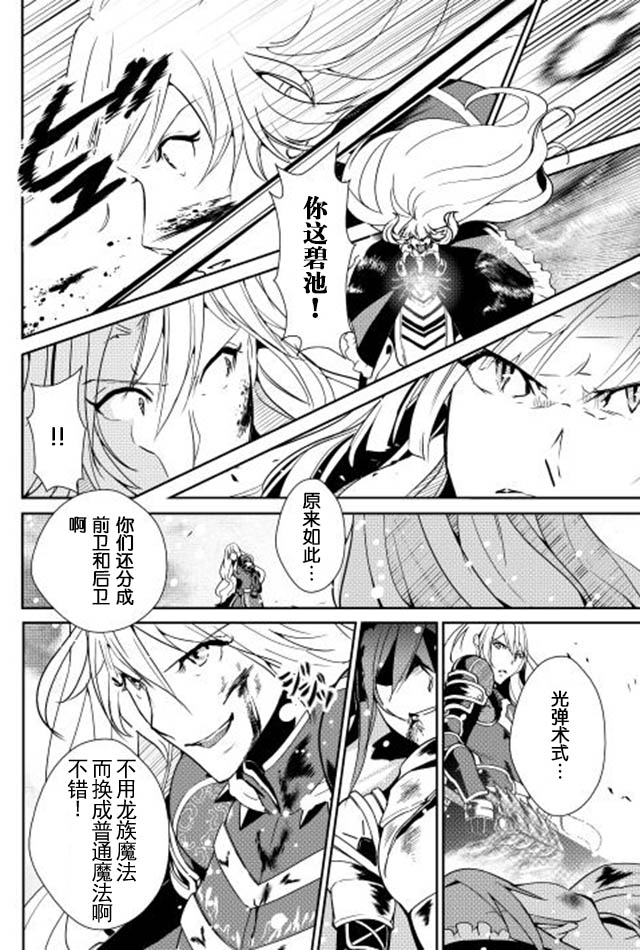 ビュ
你这碧池！
!!
原来如此…
你们还分成
前卫和后卫
啊
光弹术式…
不用龙族魔法
而换成普通魔法啊
不错！